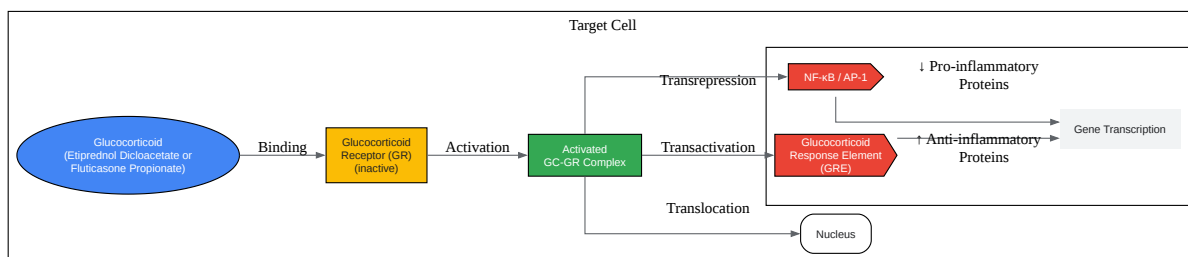 Target Cell
Glucocorticoid
(Etiprednol Dicloacetate or
Fluticasone Propionate)
Binding
Glucocorticoid
Receptor (GR)
(inactive)
Activation
Activated
GC-GR Complex
Transrepression
NF-κB / AP-1
↓ Pro-inflammatory
Proteins
Transactivation
Glucocorticoid
Response Element
(GRE)
↑ Anti-inflammatory
Proteins
Gene Transcription
Translocation
Nucleus